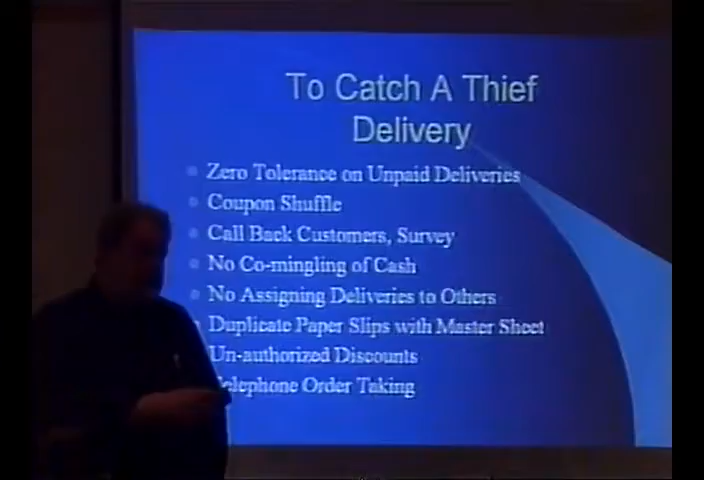 To Catch A Thief
Delivery
Zero Tolerance on Unpaid Deliveries
Coupon Shuffle
Call Back Customers, Survey
No Co-mingling of Cash
No Assigning Deliveries to Others
Duplicate Paper Slips with Master Sheet
Un-authorized Discounts
Telephone Order Taking